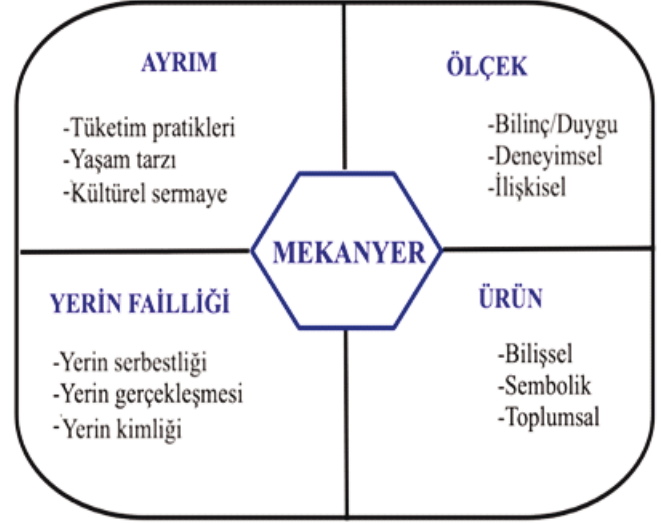 AYRIM
-Tüketim pratikleri
-Yaşam tarzı
-Kültürel sermaye
ÖLÇEK
-Bilinç/Duygu
-Deneyimsel
-İlişkisel
MEKANYER
YERİN FAİLLİĞİ
-Yerin serbestliği
-Yerin gerçekleşmesi
-Yerin kimliği
ÜRÜN
-Bilişsel
-Sembolik
-Toplumsal